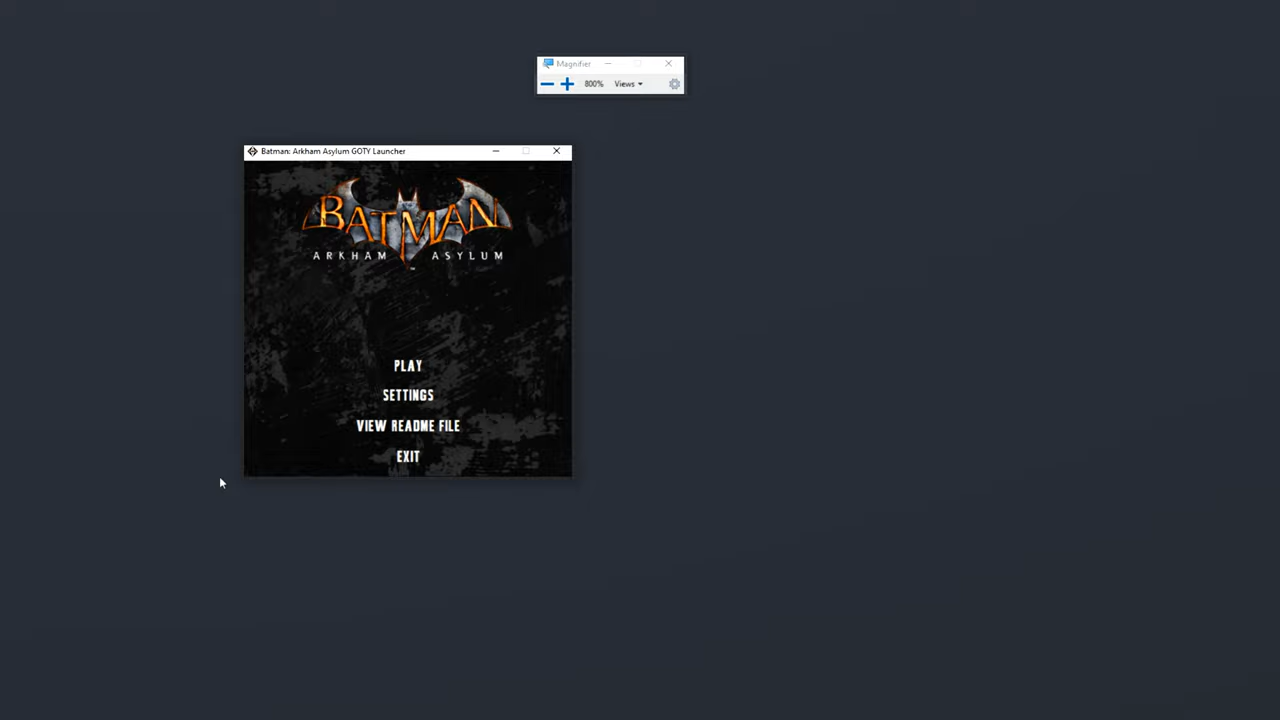 Magnifier
800% Views
Batman: Arkham Asylum GOTY Launcher
BATMAN
ARKHAM ASYLUM
PLAY
SETTINGS
VIEW README FILE
EXIT